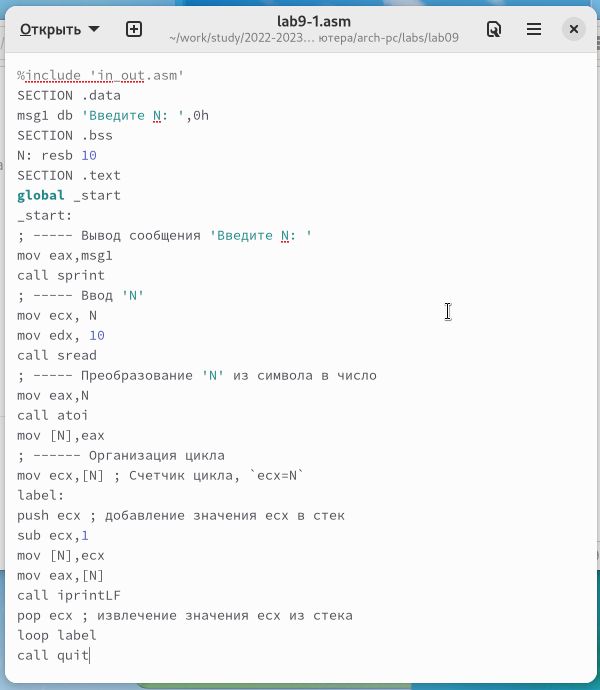 Открыть
lab9-1.asm
~/work/study/2022-2023... ютера/arch-pc/labs/lab09
%include 'in_out.asm'
SECTION .data
msg1 db 'Введите N: ',0h
SECTION .bss
N: resb 10
SECTION .text
global _start
_start:
; ----- Вывод сообщения 'Введите N: '
mov eax,msg1
call sprint
; ----- Ввод 'N'
mov ecx, N
mov edx, 10
call sread
; ----- Преобразование 'N' из символа в число
mov eax,N
call atoi
mov [N],eax
; ------ Организация цикла
mov ecx,[N] ; Счетчик цикла, `ecx=N`
label:
push ecx ; добавление значения ecx в стек
sub ecx,1
mov [N],ecx
mov eax,[N]
call iprintLF
pop ecx ; извлечение значения ecx из стека
loop label
call quit